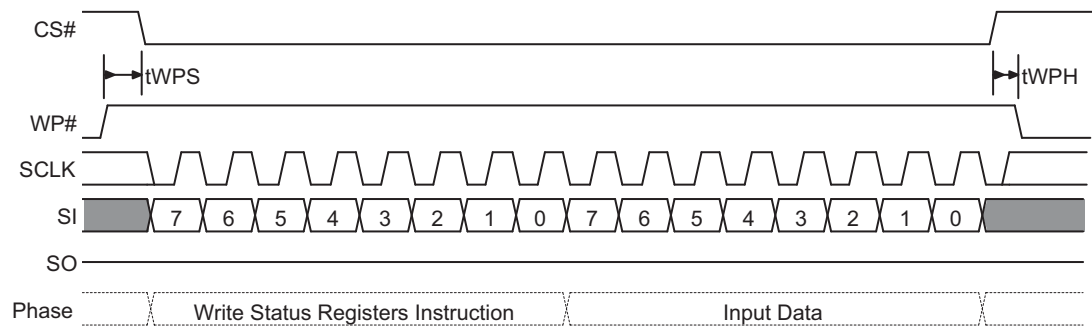 CS#
tWPS tWPH
WP#
SCLK
SI 7 6 5 4 3 2 1 0 7 6 5 4 3 2 1 0
SO
Phase Write Status Registers Instruction Input Data